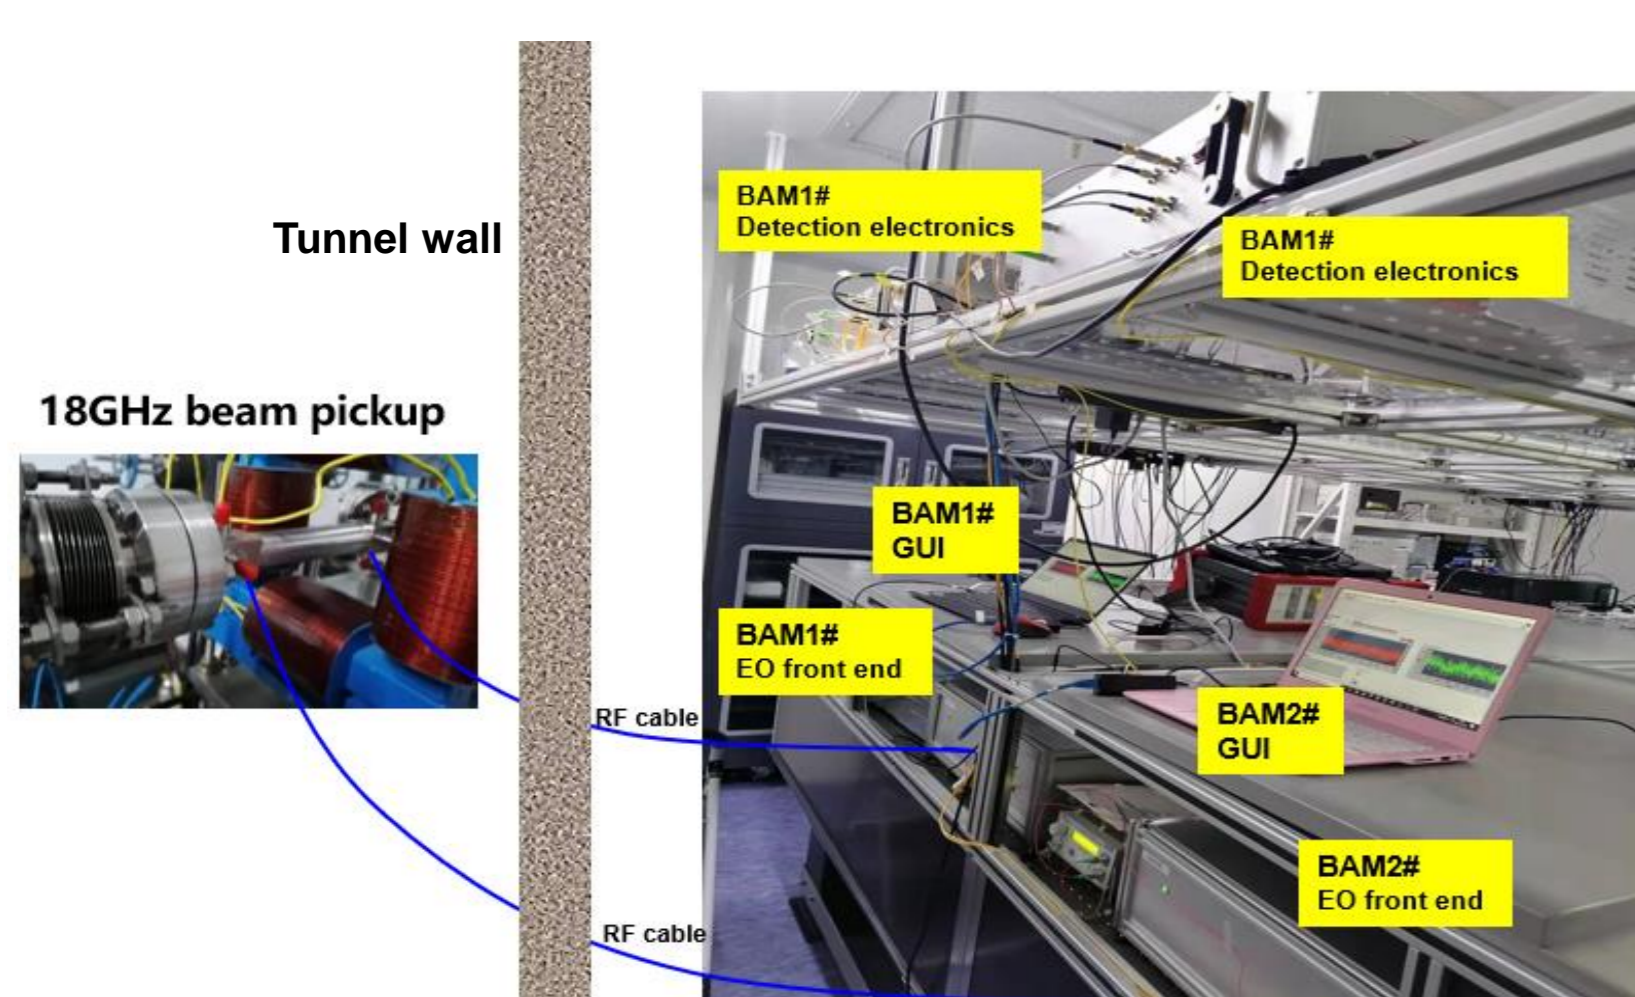 Tunnel wall
18GHz beam pickup
RF cable
RF cable
BAM1#
Detection electronics
BAM1#
Detection electronics
BAM1#
GUI
BAM1#
EO front end
BAM2#
GUI
BAM2#
EO front end